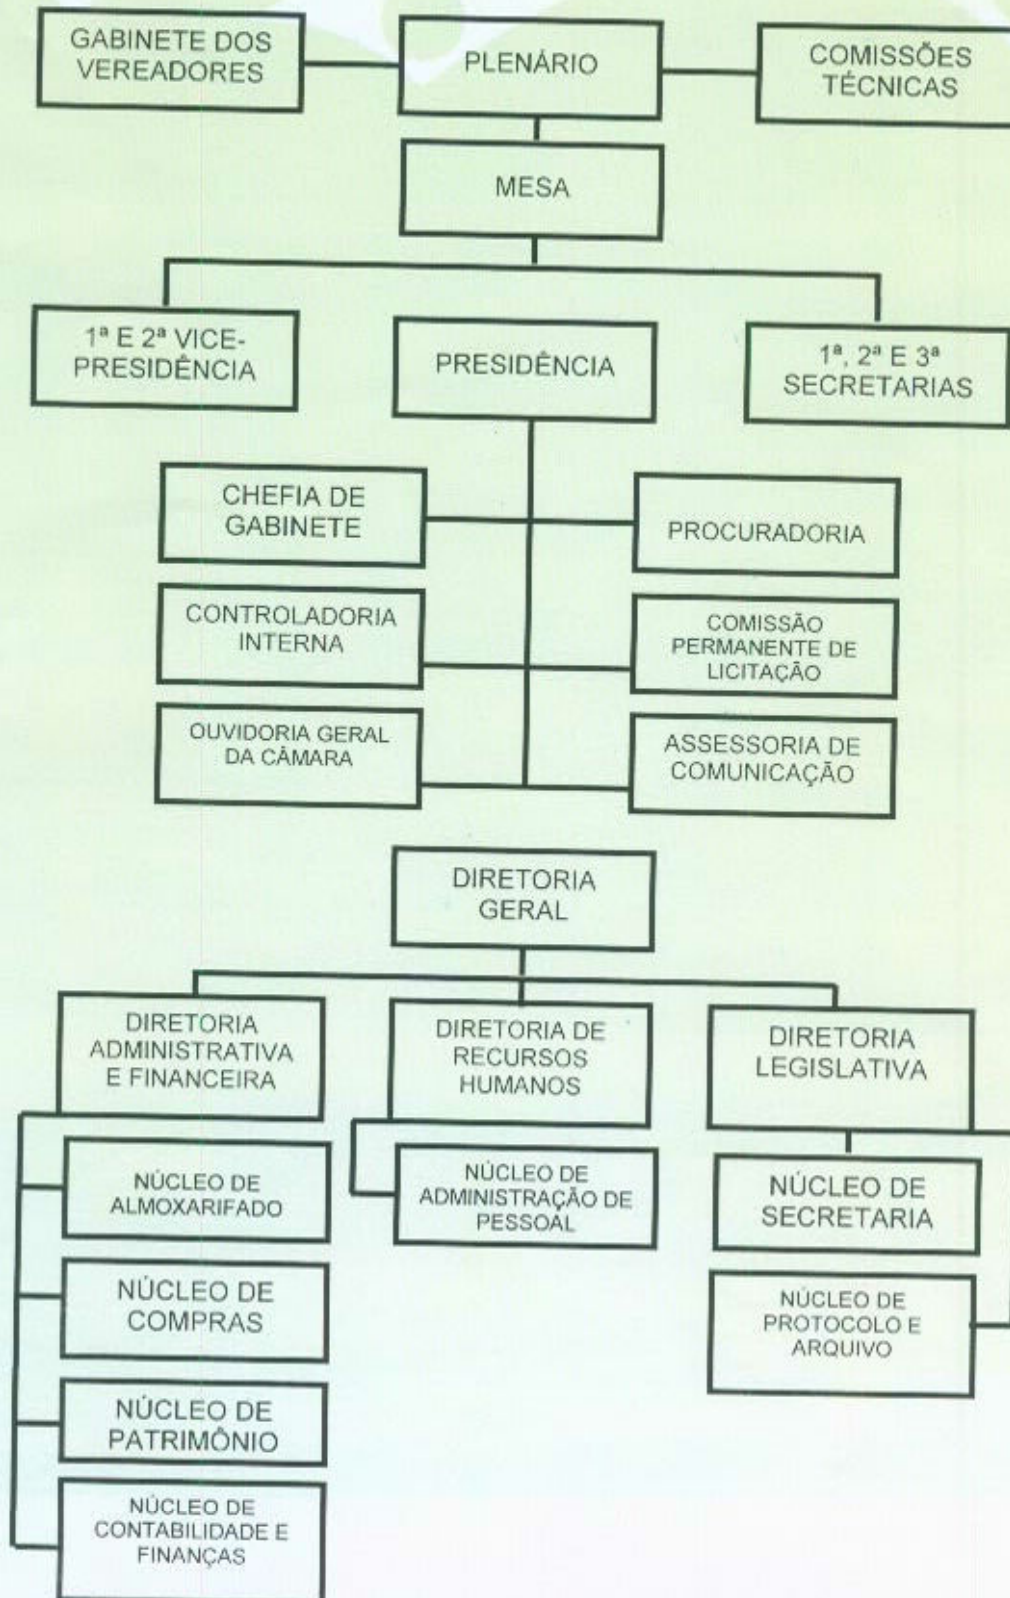 GABINETE DOS
VEREADORES
PLENÁRIO
COMISSÕES
TÉCNICAS
MESA
1ª E 2ª VICE-
PRESIDÊNCIA
PRESIDÊNCIA
1ª, 2ª E 3ª
SECRETARIAS
CHEFIA DE
GABINETE
PROCURADORIA
CONTROLADORIA
INTERNA
COMISSÃO
PERMANENTE DE
LICITAÇÃO
OUVIDORIA GERAL
DA CÂMARA
ASSESSORIA DE
COMUNICAÇÃO
DIRETORIA
GERAL
DIRETORIA
ADMINISTRATIVA
E FINANCEIRA
DIRETORIA DE
RECURSOS
HUMANOS
DIRETORIA
LEGISLATIVA
NÚCLEO DE
ALMOXARIFADO
NÚCLEO DE
ADMINISTRAÇÃO DE
PESSOAL
NÚCLEO DE
SECRETARIA
NÚCLEO DE
COMPRAS
NÚCLEO DE
PROTOCOLO E
ARQUIVO
NÚCLEO DE
PATRIMÔNIO
NÚCLEO DE
CONTABILIDADE E
FINANÇAS